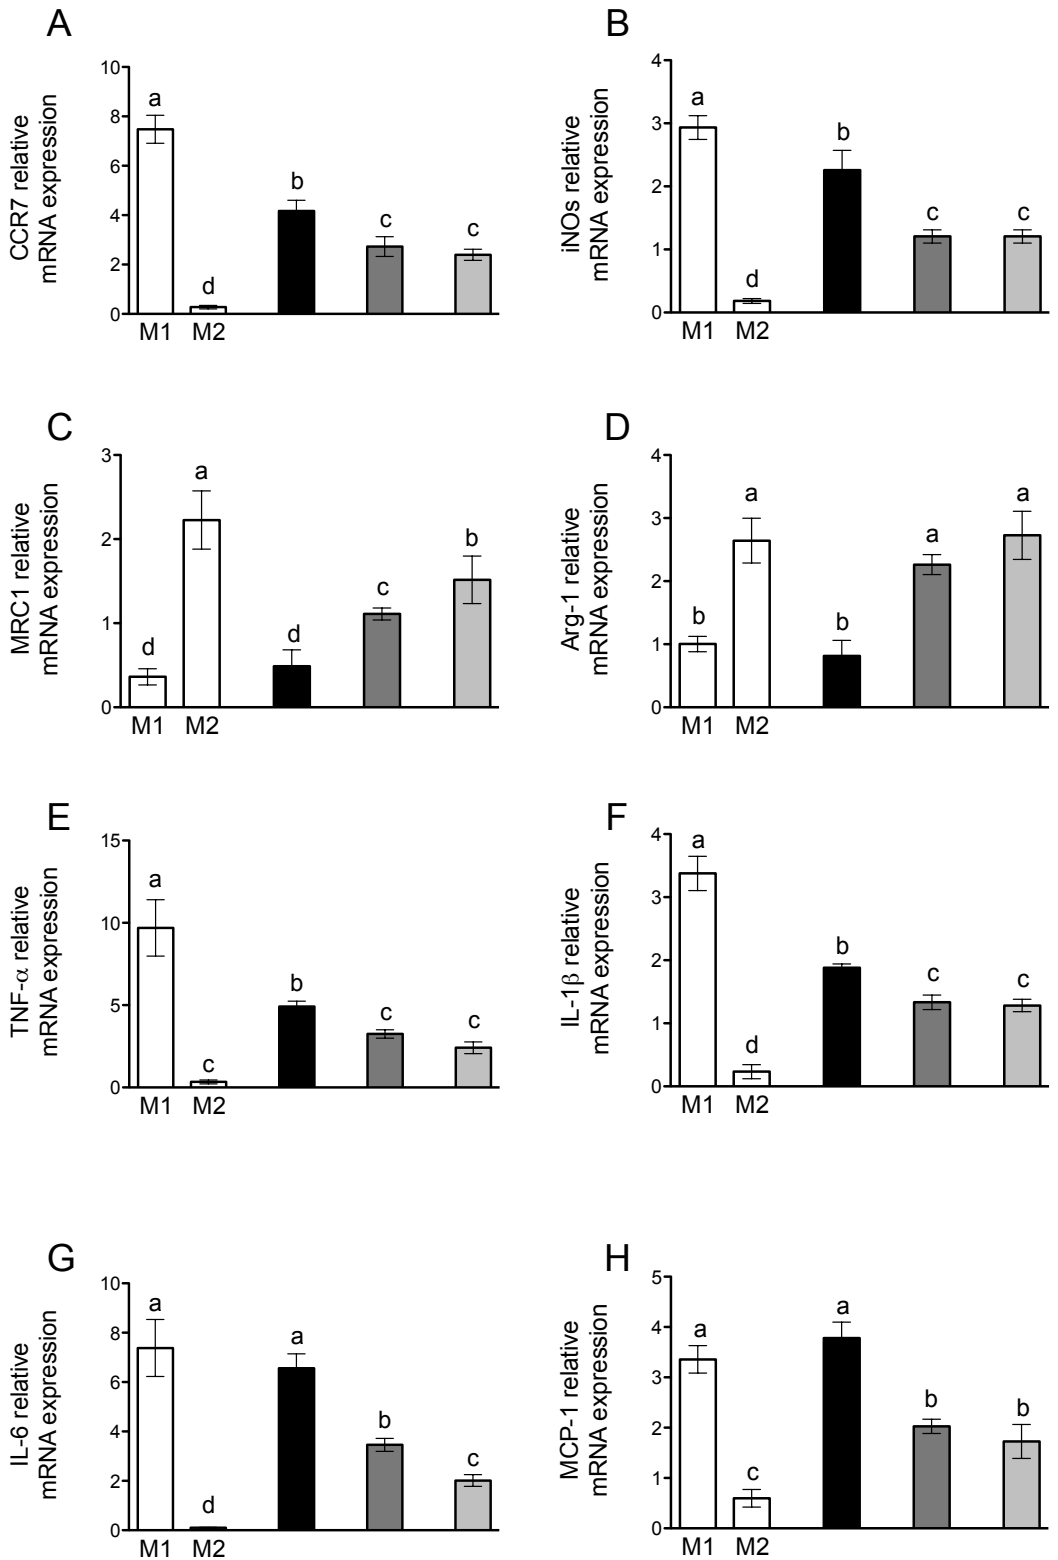 A
CCR7 relative
mRNA expression
10
8
6
4
2
0
a
d
b
c
c
M1 M2
B
iNOs relative
mRNA expression
4
3
2
1
0
a
d
b
c
c
M1 M2
C
MRC1 relative
mRNA expression
3
2
1
0
d
a
d
c
b
M1 M2
D
Arg-1 relative
mRNA expression
4
3
2
1
0
b
a
b
a
a
M1 M2
E
TNF-α relative
mRNA expression
15
10
5
0
a
c
b
c
c
M1 M2
F
IL-1β relative
mRNA expression
4
3
2
1
0
a
d
b
c
c
M1 M2
G
IL-6 relative
mRNA expression
10
8
6
4
2
0
a
d
a
b
c
M1 M2
H
MCP-1 relative
mRNA expression
5
4
3
2
1
0
a
c
a
b
b
M1 M2